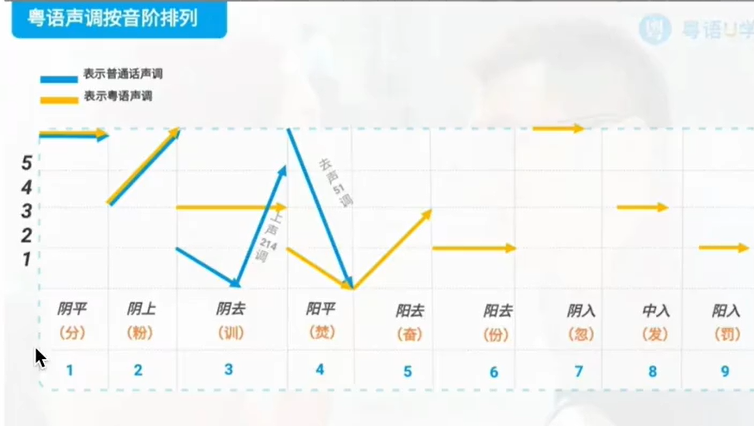 粤语声调按音阶排列
粤语U学
表示普通话声调
表示粤语声调
5
4
3
2
1
上声214调
去声51调
阴平 阴上 阴去 阳平 阳去 阳去 阴入 中入 阳入
(分) (粉) (训) (焚) (奋) (份) (忽) (发) (罚)
1 2 3 4 5 6 7 8 9